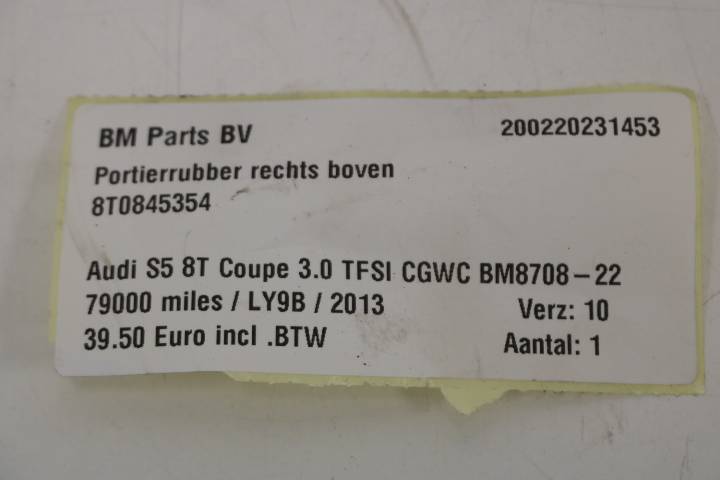 BM Parts BV 200220231453
Portierrubber rechts boven
8T0845354
Audi S5 8T Coupe 3.0 TFSI CGWC BM8708-22
79000 miles / LY9B / 2013 Verz: 10
39.50 Euro incl .BTW Aantal: 1